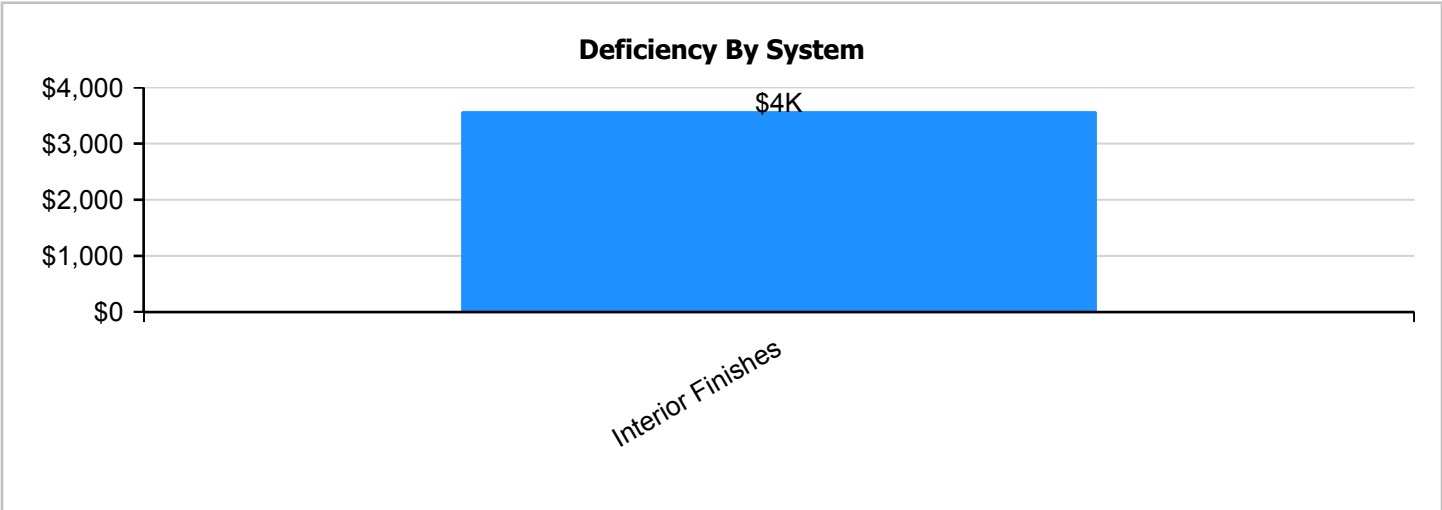 Deficiency By System
$4,000
$4K
$3,000
$2,000
$1,000
$0
Interior Finishes